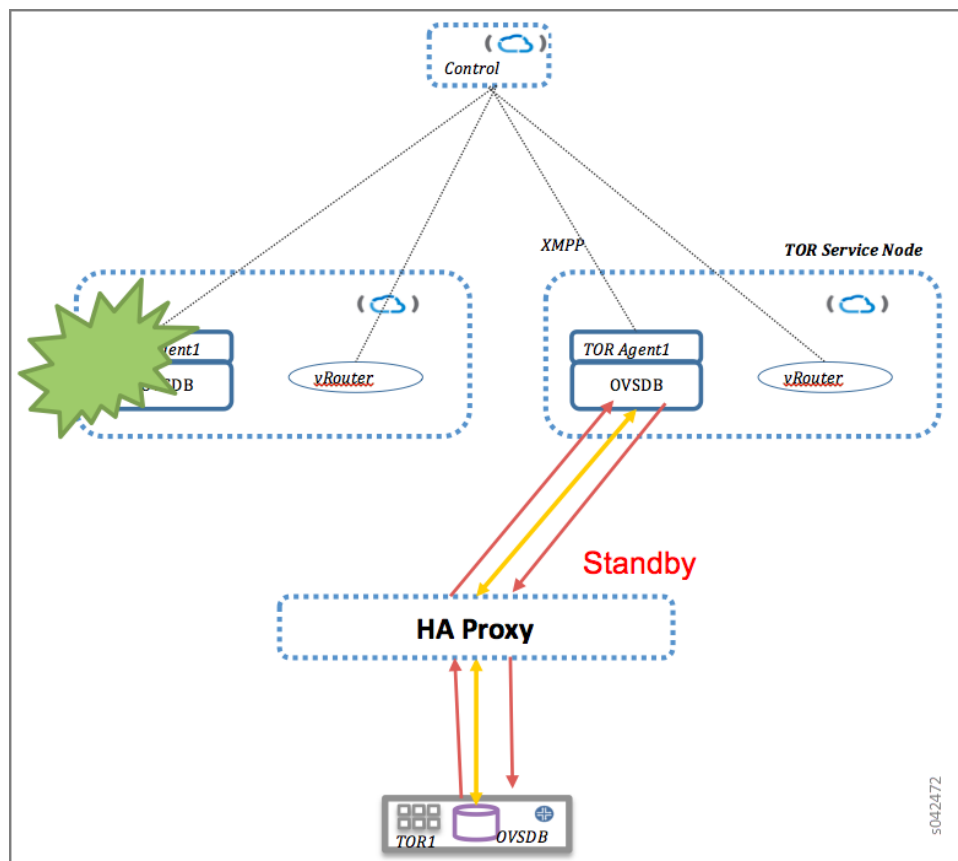 Control
XMPP
TOR Service Node
gent1
TOR Agent1
vRouter
vRouter
SDB
OVSDB
Standby
HA Proxy
TOR1
OVSDB
s042472